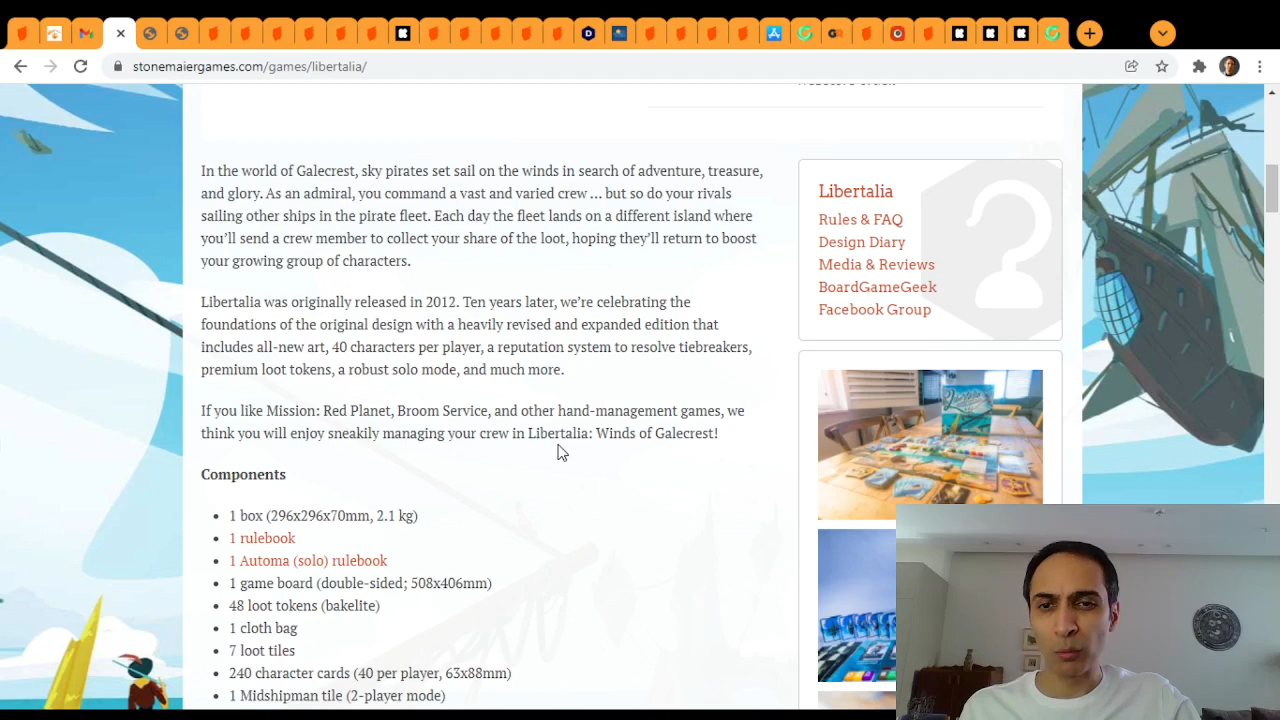 stonemaiergames.com/games/libertalia/
In the world of Galecrest, sky pirates set sail on the winds in search of adventure, treasure,
and glory. As an admiral, you command a vast and varied crew … but so do your rivals
sailing other ships in the pirate fleet. Each day the fleet lands on a different island where
you'll send a crew member to collect your share of the loot, hoping they'll return to boost
your growing group of characters.
Libertalia was originally released in 2012. Ten years later, we're celebrating the
foundations of the original design with a heavily revised and expanded edition that
includes all-new art, 40 characters per player, a reputation system to resolve tiebreakers,
premium loot tokens, a robust solo mode, and much more.
If you like Mission: Red Planet, Broom Service, and other hand-management games, we
think you will enjoy sneakily managing your crew in Libertalia: Winds of Galecrest!
Components
1 box (296x296x70mm, 2.1 kg)
1 rulebook
1 Automa (solo) rulebook
1 game board (double-sided; 508x406mm)
48 loot tokens (bakelite)
1 cloth bag
7 loot tiles
240 character cards (40 per player, 63x88mm)
1 Midshipman tile (2-player mode)
Libertalia
Rules & FAQ
Design Diary
Media & Reviews
BoardGameGeek
Facebook Group